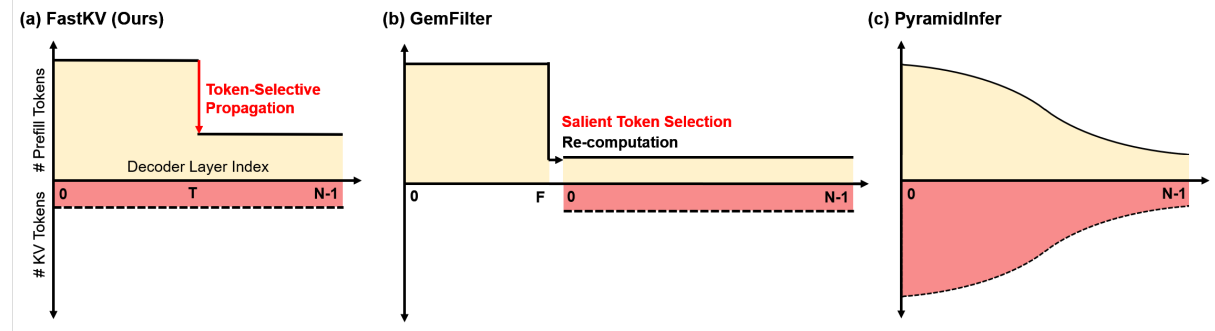 (a) FastKV (Ours)
# Prefill Tokens
# KV Tokens
Token-Selective
Propagation
Decoder Layer Index
0
T
N-1
(b) GemFilter
Salient Token Selection
Re-computation
0
F
0
N-1
(c) PyramidInfer
0
N-1